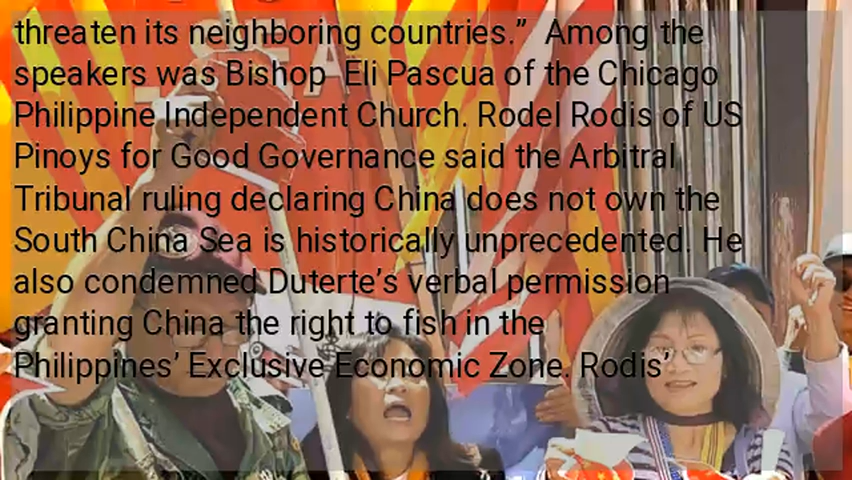 threaten its neighboring countries.” Among the
speakers was Bishop Eli Pascua of the Chicago
Philippine Independent Church. Rodel Rodis of US
Pinoys for Good Governance said the Arbitral
Tribunal ruling declaring China does not own the
South China Sea is historically unprecedented. He
also condemned Duterte’s verbal permission
granting China the right to fish in the
Philippines’ Exclusive Economic Zone. Rodis’